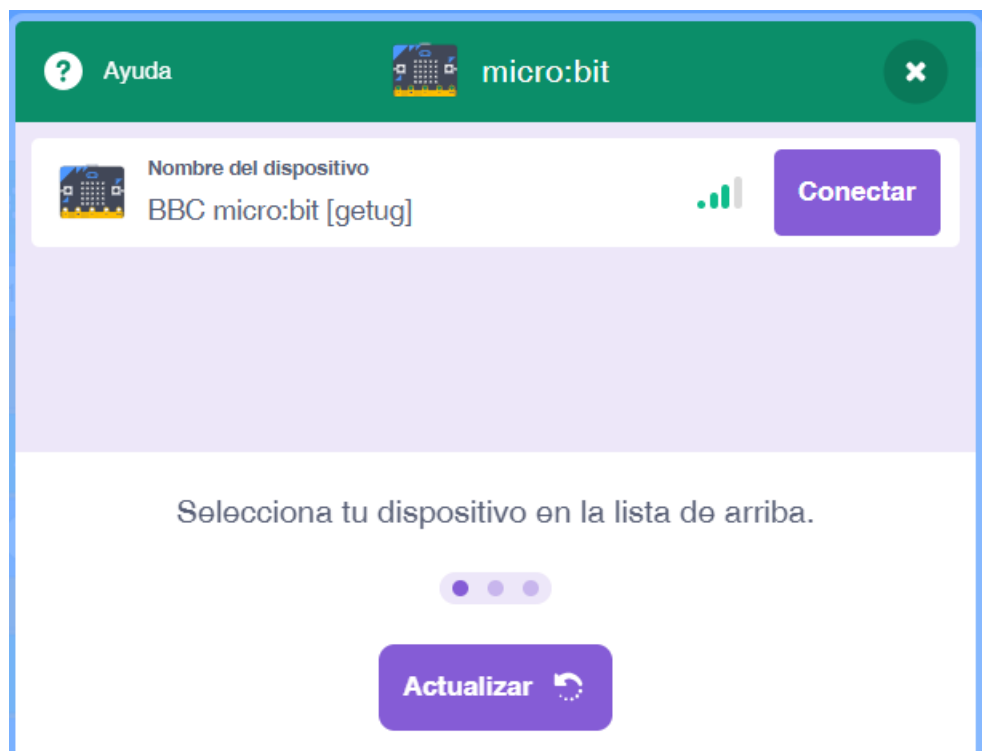 Ayuda
micro:bit
Nombre del dispositivo
BBC micro:bit [getug]
Conectar
Selecciona tu dispositivo en la lista de arriba.
Actualizar